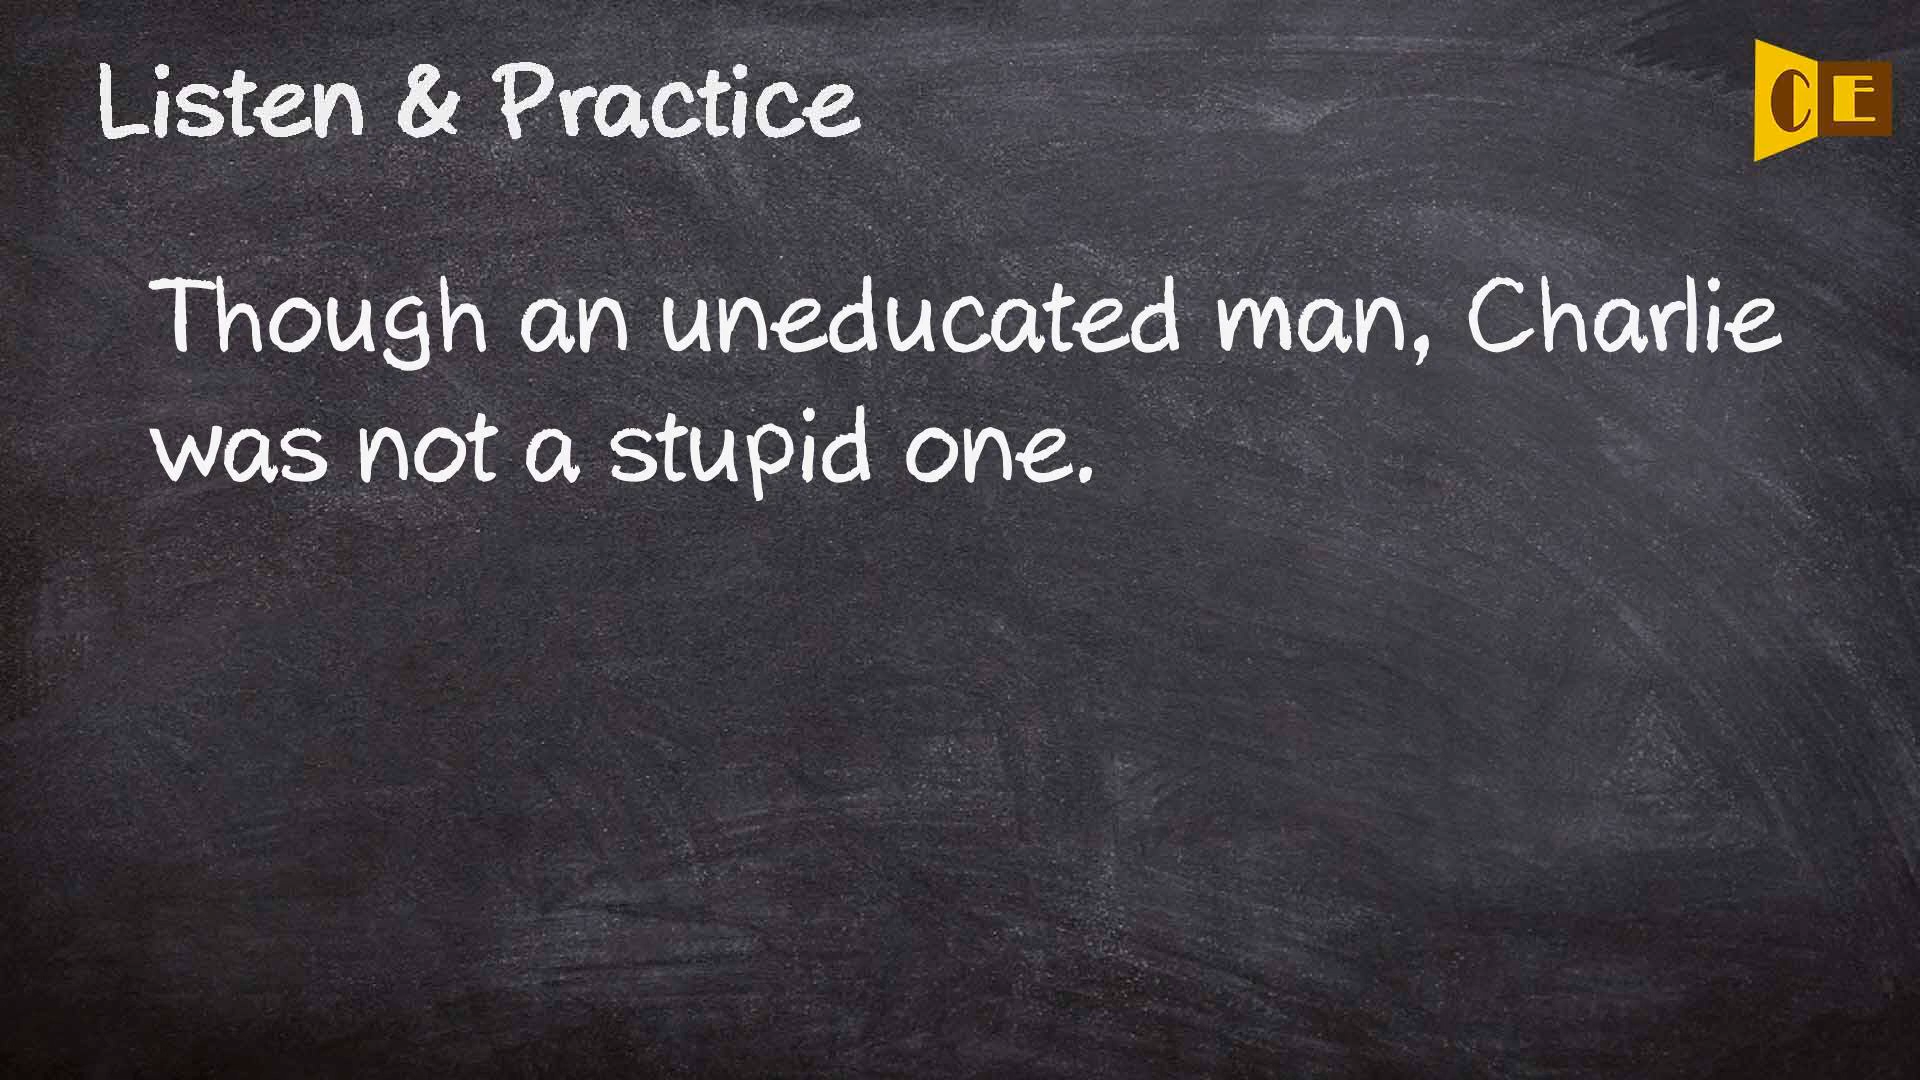 Listen & Practice
CE
Though an uneducated man, Charlie
was not a stupid one.